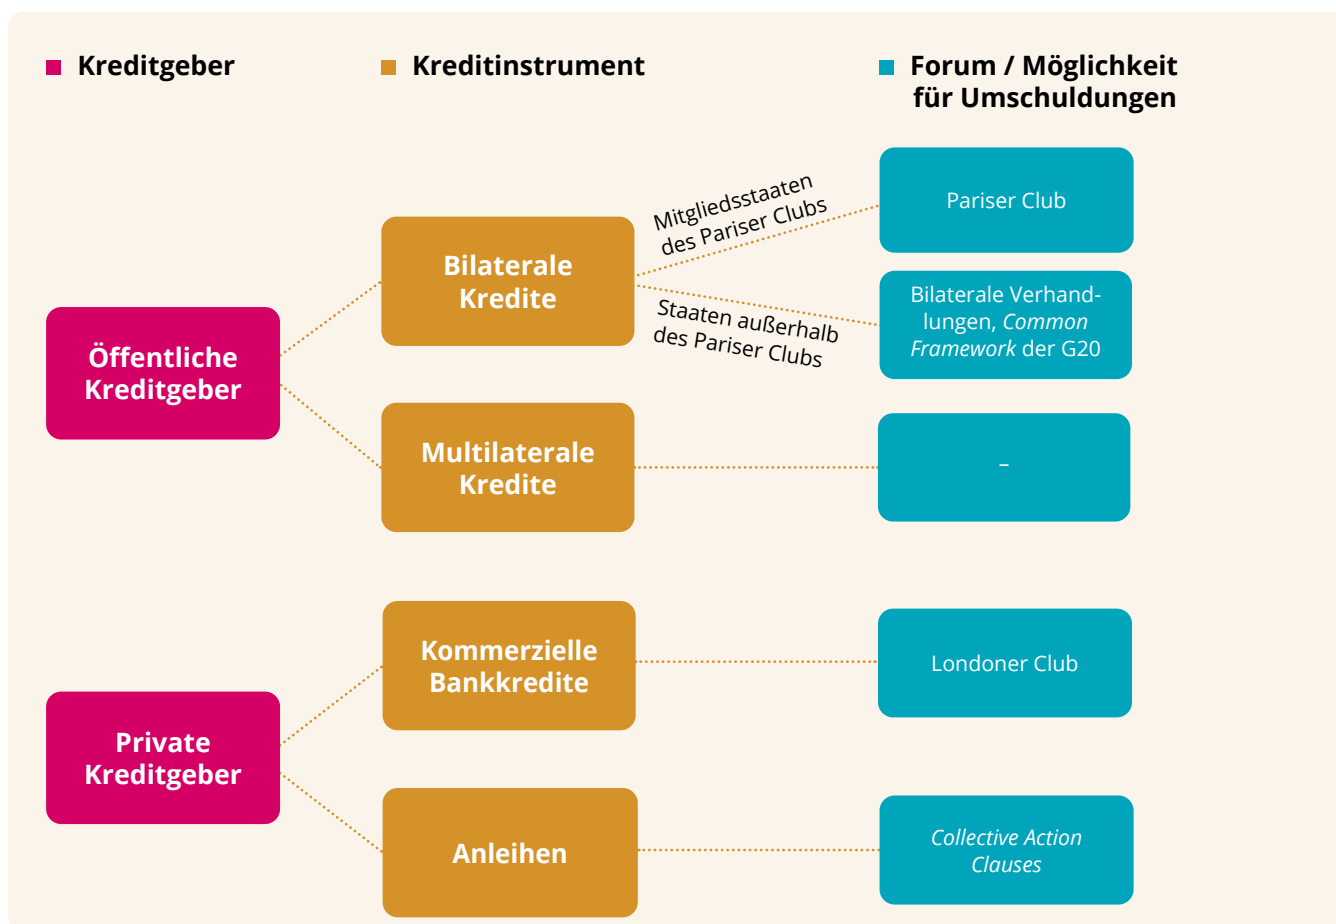 Kreditgeber
Kreditinstrument
Forum / Möglichkeit
für Umschuldungen
Öffentliche
Kreditgeber
Bilaterale
Kredite
Mitgliedsstaaten
des Pariser Clubs
Pariser Club
Staaten außerhalb
des Pariser Clubs
Bilaterale Verhand-
lungen, Common
Framework der G20
Multilaterale
Kredite
–
Private
Kreditgeber
Kommerzielle
Bankkredite
Londoner Club
Anleihen
Collective Action
Clauses